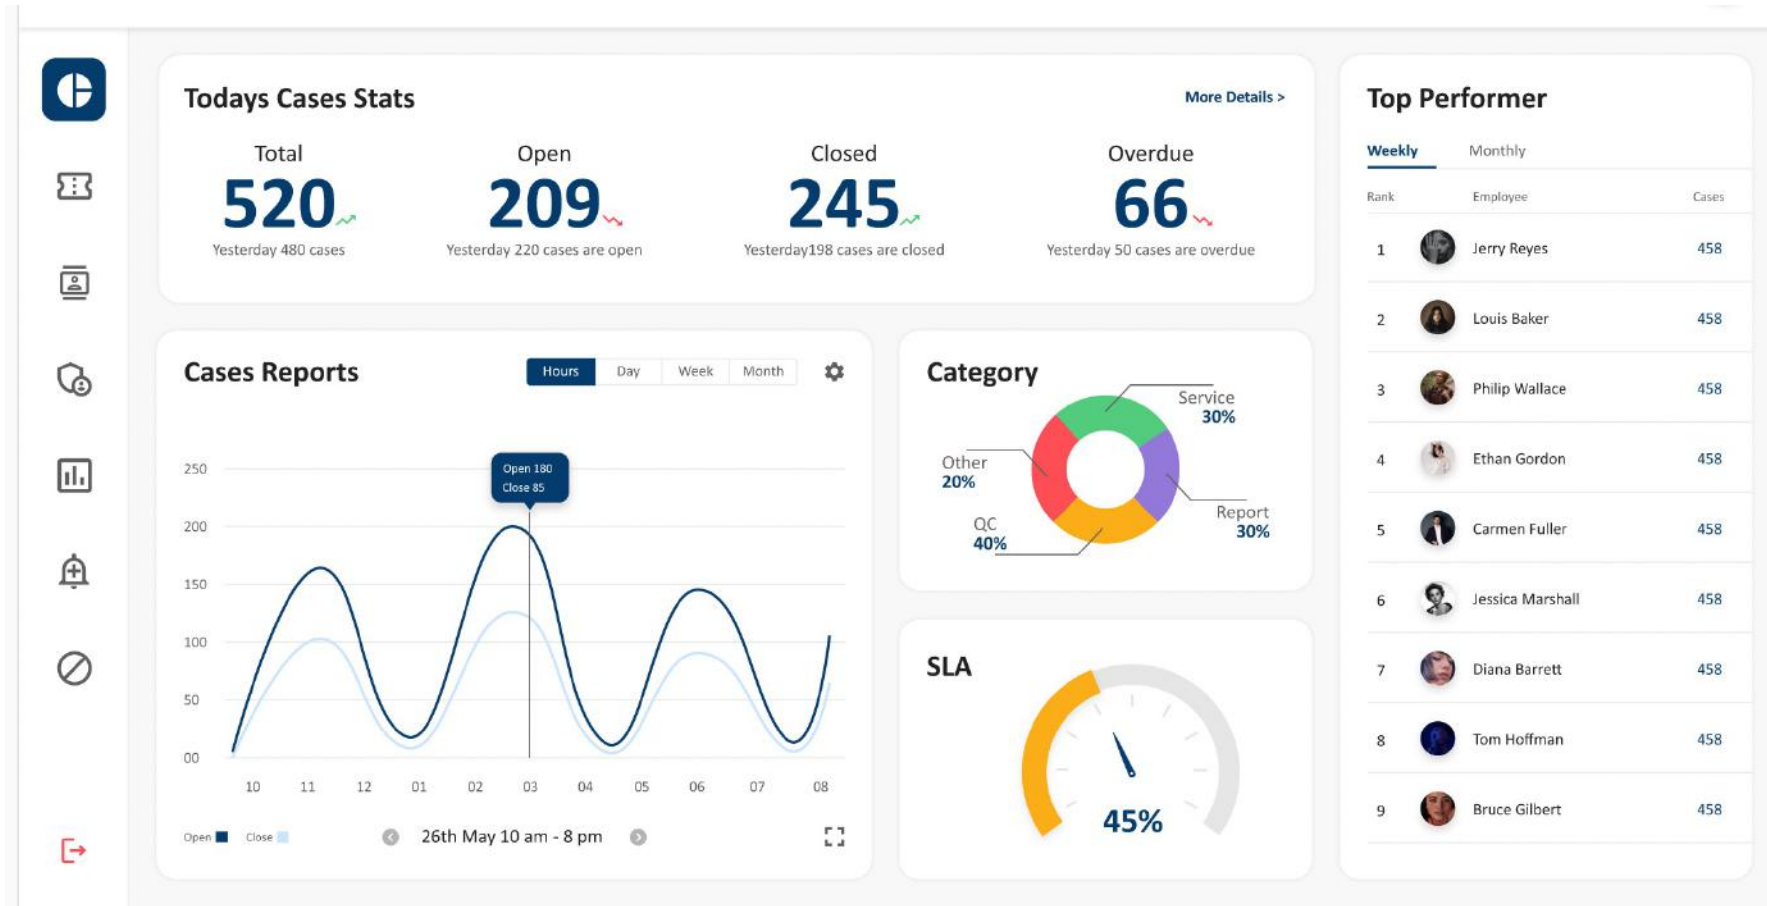 Todays Cases Stats
More Details >
Total
Open
Closed
Overdue
520
209
245
66
Yesterday 480 cases
Yesterday 220 cases are open
Yesterday198 cases are closed
Yesterday 50 cases are overdue
Cases Reports
Hours
Day
Week
Month
Open 180
Close 85
250
200
150
100
50
00
10
11
12
01
02
03
04
05
06
07
08
Open
Close
26th May 10 am - 8 pm
Category
Service
30%
Other
20%
QC
40%
Report
30%
SLA
45%
Top Performer
Weekly
Monthly
Rank
Employee
Cases
1 Jerry Reyes 458
2 Louis Baker 458
3 Philip Wallace 458
4 Ethan Gordon 458
5 Carmen Fuller 458
6 Jessica Marshall 458
7 Diana Barrett 458
8 Tom Hoffman 458
9 Bruce Gilbert 458